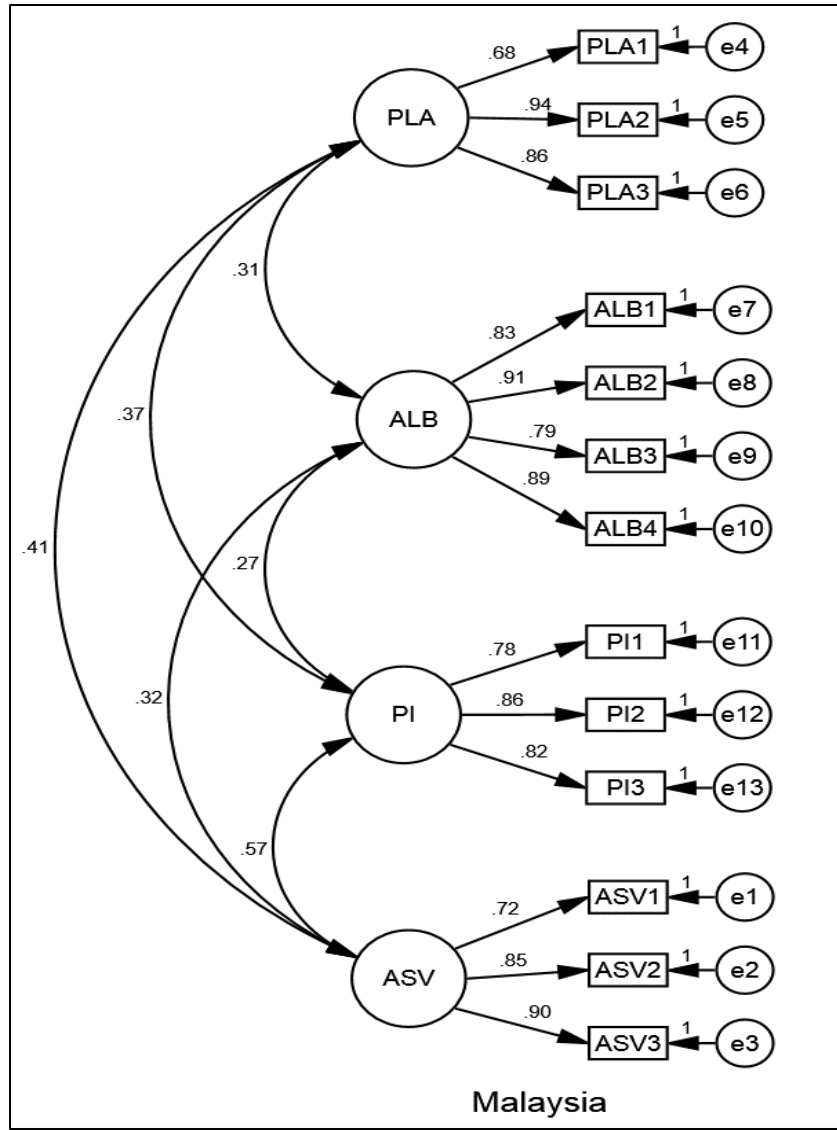 PLA1 1 e4
.68
PLA
.94 PLA2 1 e5
.86
PLA3 1 e6
.31
ALB1 1 e7
.83
.37
.91 ALB2 1 e8
ALB
.79
ALB3 1 e9
.89
ALB4 1 e10
.41
.27
PI1 1 e11
.78
.32
PI .86 PI2 1 e12
.82
PI3 1 e13
.57
ASV1 1 e1
.72
ASV .85 ASV2 1 e2
.90
ASV3 1 e3
Malaysia